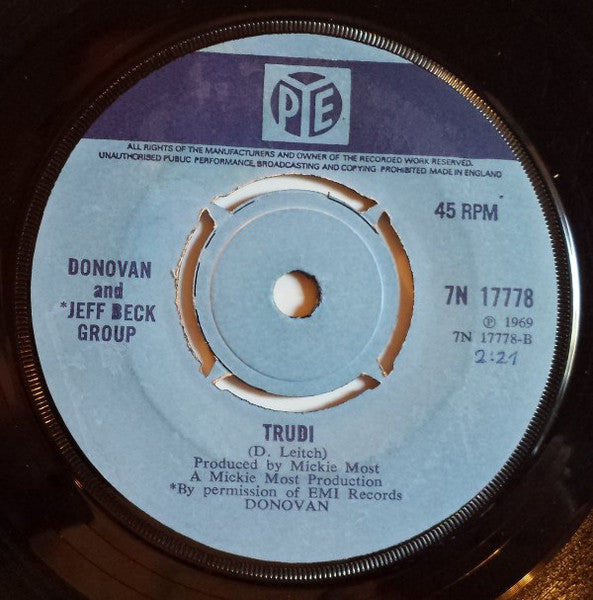 PYE
ALL RIGHTS OF THE MANUFACTURERS AND OWNER OF THE RECORDED WORK RESERVED.
UNAUTHORISED PUBLIC PERFORMANCE, BROADCASTING AND COPYING PROHIBITED MADE IN ENGLAND
45 RPM
DONOVAN
and
*JEFF BECK
GROUP
7N 17778
℗ 1969
7N 17778-B
2:21
TRUDI
(D. Leitch)
Produced by Mickie Most
A Mickie Most Production
*By permission of EMI Records
DONOVAN